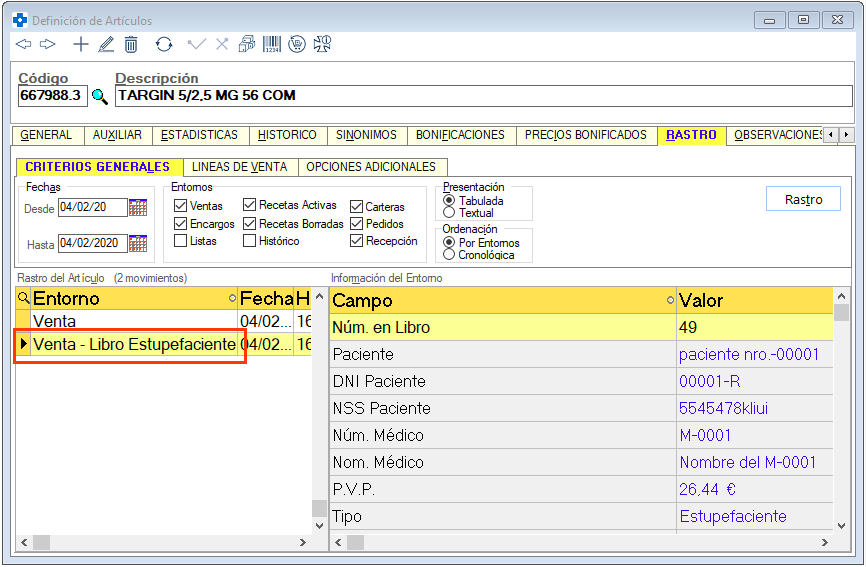 Definición de Artículos
Código Descripción
667988.3 TARGIN 5/2,5 MG 56 COM
GENERAL AUXILIAR ESTADISTICAS HISTORICO SINONIMOS BONIFICACIONES PRECIOS BONIFICADOS RASTRO OBSERVACIONES
CRITERIOS GENERALES LINEAS DE VENTA OPCIONES ADICIONALES
Fechas
Desde 04/02/20
Hasta 04/02/2020
Entornos
Ventas Recetas Activas Carteras
Encargos Recetas Borradas Pedidos
Listas Histórico Recepción
Presentación
Tabulada
Textual
Ordenación
Por Entornos
Cronológica
Rastro
Rastro del Artículo (2 movimientos)
Entorno Fecha H
Venta 04/02... 16
Venta - Libro Estupefaciente 04/02... 16
Información del Entorno
Campo Valor
Núm. en Libro 49
Paciente paciente nro.-00001
DNI Paciente 00001-R
NSS Paciente 5545478kliui
Núm. Médico M-0001
Nom. Médico Nombre del M-0001
P.V.P. 26,44 €
Tipo Estupefaciente